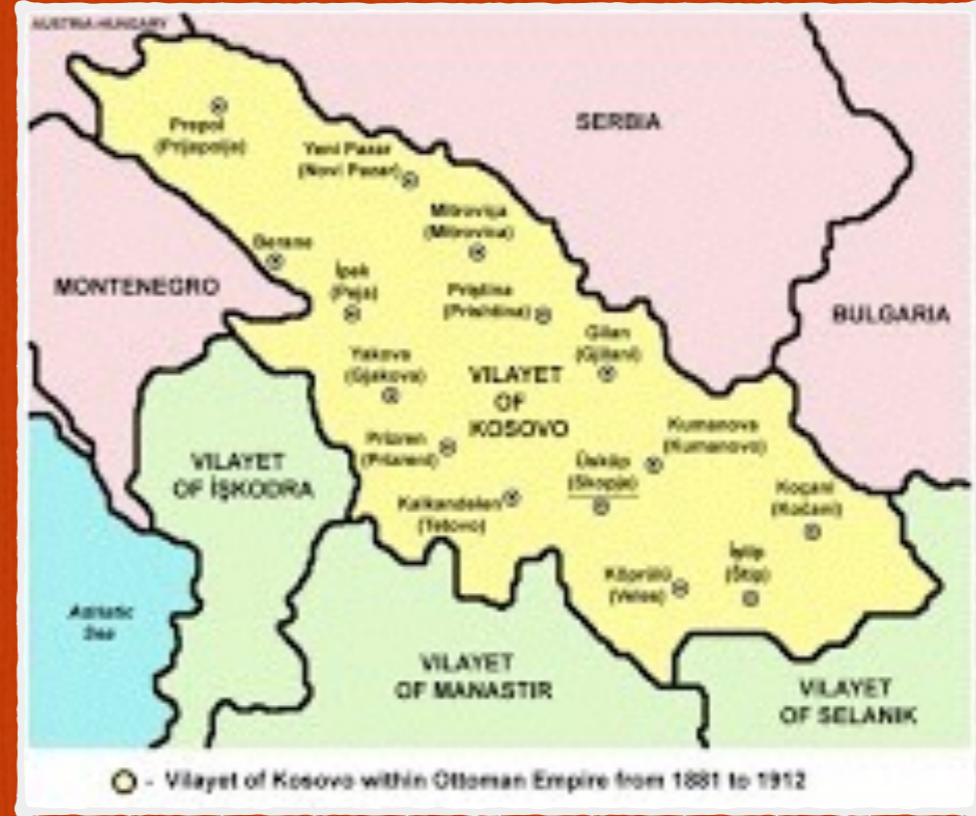 AUSTRIA-HUNGARY
SERBIA
Prepol
(Prijepolje)
Yeni Pazar
(Novi Pazar)
Mitroviça
(Mitrovica)
Berane
MONTENEGRO
İpek
(Peja)
Priştina
(Prishtina)
BULGARIA
Gilan
(Gjilani)
Yakova
(Gjakova)
VILAYET
OF
KOSOVO
Kumanova
(Kumanovo)
Prizren
(Prizreni)
Üsküp
(Skopje)
VILAYET
OF İŞKODRA
Koçani
(Kočani)
Kalkandelen
(Tetovo)
İştip
(Štip)
Köprülü
(Veles)
Adriatic
Sea
VILAYET
OF MANASTIR
VILAYET
OF SELANIK
- Vilayet of Kosovo within Ottoman Empire from 1881 to 1912